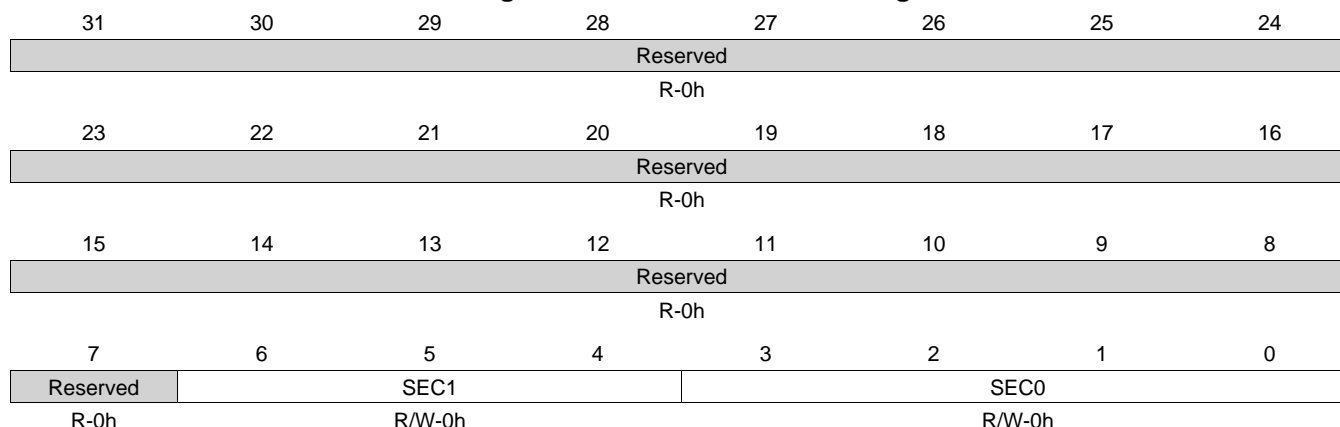 31 30 29 28 27 26 25 24
Reserved
R-0h
23 22 21 20 19 18 17 16
Reserved
R-0h
15 14 13 12 11 10 9 8
Reserved
R-0h
7 6 5 4 3 2 1 0
Reserved SEC1 SEC0
R-0h R/W-0h R/W-0h